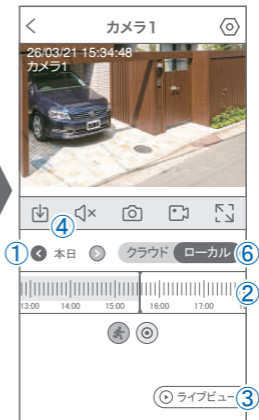 カメラ1
26/03/21 15:34:48
カメラ1
④
① 本日 クラウド ローカル ⑥
②
13:00 14:00 15:00 16:00 17:00
ライブビュー ③